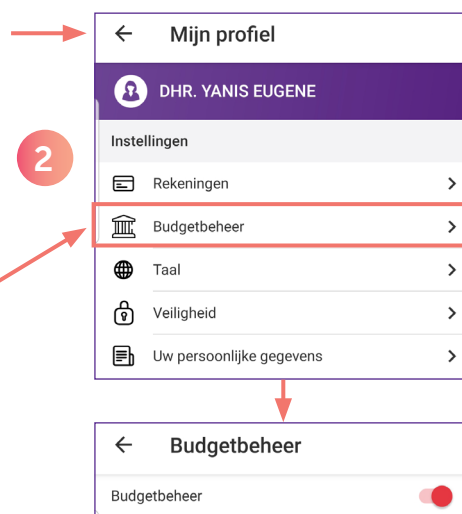 Mijn profiel
DHR. YANIS EUGENE
Instellingen
2
Rekeningen
Budgetbeheer
Taal
Veiligheid
Uw persoonlijke gegevens
Budgetbeheer
Budgetbeheer